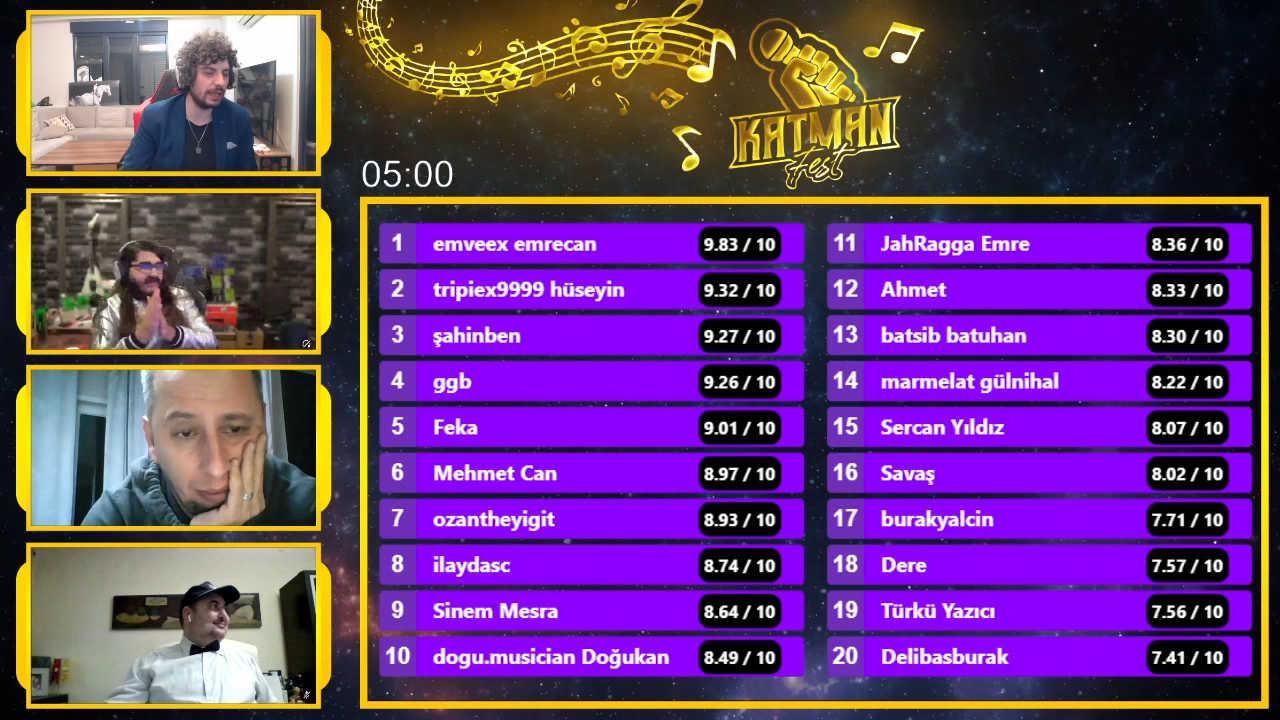 KATMAN
Fest
05:00
1 emveex emrecan 9.83 / 10
2 tripiex9999 hüseyin 9.32 / 10
3 şahinben 9.27 / 10
4 ggb 9.26 / 10
5 Feka 9.01 / 10
6 Mehmet Can 8.97 / 10
7 ozantheyigit 8.93 / 10
8 ilaydasc 8.74 / 10
9 Sinem Mesra 8.64 / 10
10 dogu.musician Doğukan 8.49 / 10
11 JahRagga Emre 8.36 / 10
12 Ahmet 8.33 / 10
13 batsib batuhan 8.30 / 10
14 marmelat gülnihal 8.22 / 10
15 Sercan Yıldız 8.07 / 10
16 Savaş 8.02 / 10
17 burakyalcin 7.71 / 10
18 Dere 7.57 / 10
19 Türkü Yazıcı 7.56 / 10
20 Delibasburak 7.41 / 10